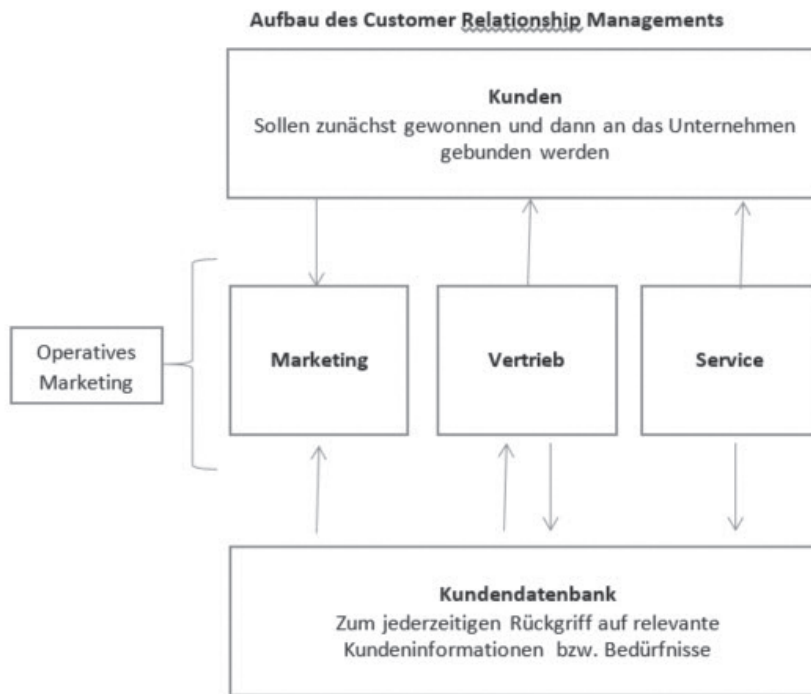 Aufbau des Customer Relationship Managements
Kunden
Sollen zunächst gewonnen und dann an das Unternehmen
gebunden werden
Operatives
Marketing
Marketing
Vertrieb
Service
Kundendatenbank
Zum jederzeitigen Rückgriff auf relevante
Kundeninformationen bzw. Bedürfnisse